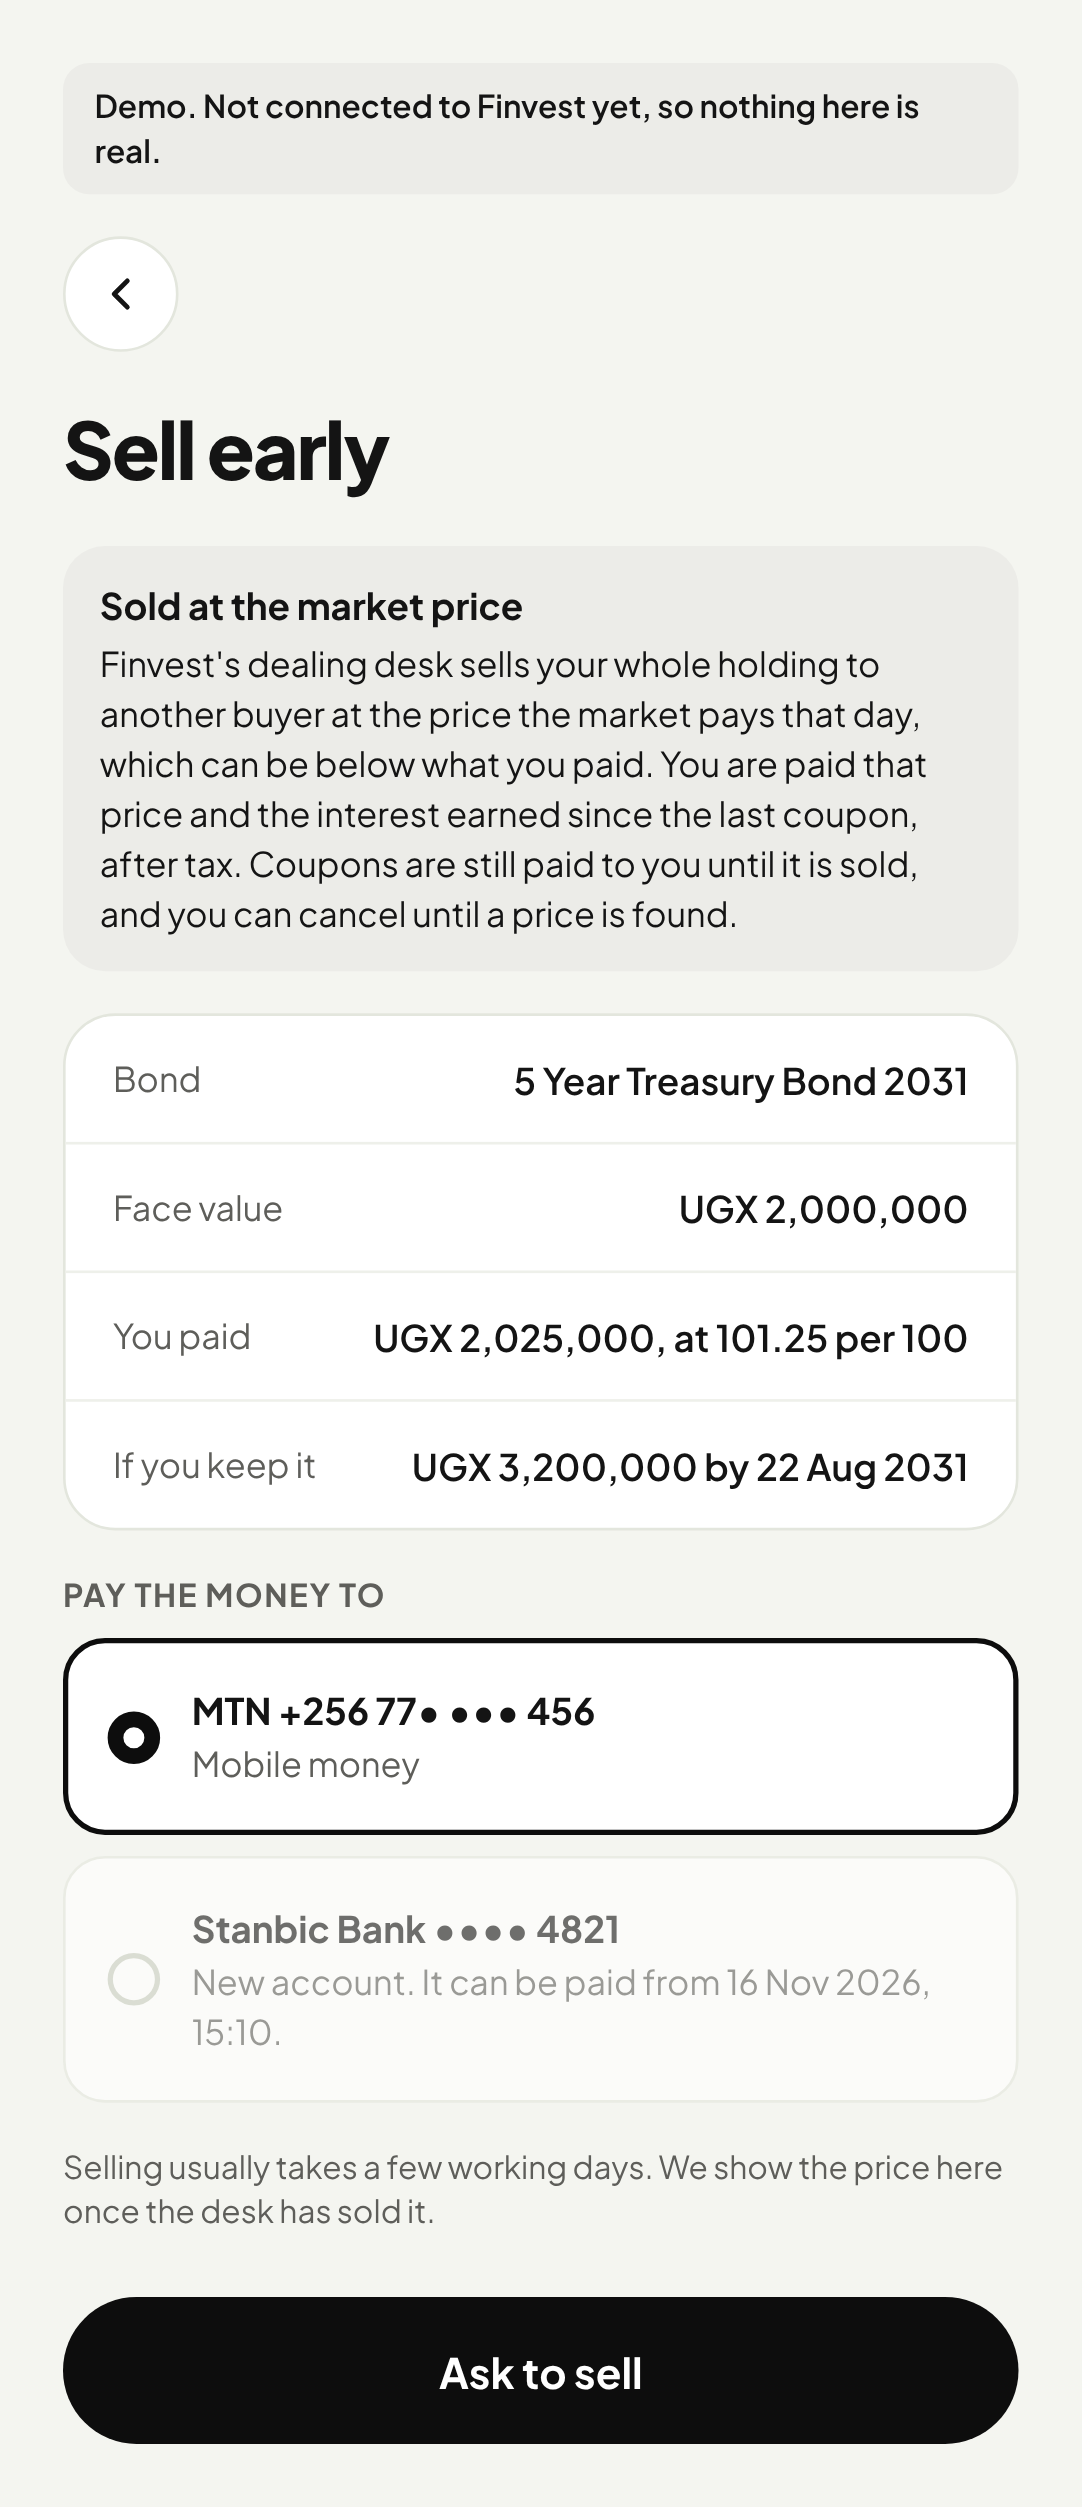 Demo. Not connected to Finvest yet, so nothing here is
real.
Sell early
Sold at the market price
Finvest's dealing desk sells your whole holding to
another buyer at the price the market pays that day,
which can be below what you paid. You are paid that
price and the interest earned since the last coupon,
after tax. Coupons are still paid to you until it is sold,
and you can cancel until a price is found.
Bond 5 Year Treasury Bond 2031
Face value UGX 2,000,000
You paid UGX 2,025,000, at 101.25 per 100
If you keep it UGX 3,200,000 by 22 Aug 2031
PAY THE MONEY TO
MTN +256 77● ●●● 456
Mobile money
Stanbic Bank ●●●● 4821
New account. It can be paid from 16 Nov 2026,
15:10.
Selling usually takes a few working days. We show the price here
once the desk has sold it.
Ask to sell